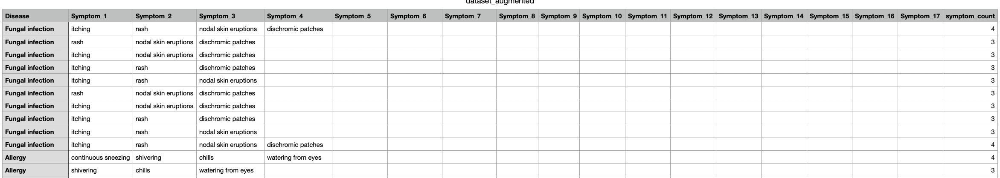 dataset_augmented
Disease Symptom_1 Symptom_2 Symptom_3 Symptom_4 Symptom_5 Symptom_6 Symptom_7 Symptom_8 Symptom_9 Symptom_10 Symptom_11 Symptom_12 Symptom_13 Symptom_14 Symptom_15 Symptom_16 Symptom_17 symptom_count
Fungal infection itching rash nodal skin eruptions dischromic patches 4
Fungal infection rash nodal skin eruptions dischromic patches 3
Fungal infection itching nodal skin eruptions dischromic patches 3
Fungal infection itching rash dischromic patches 3
Fungal infection itching rash nodal skin eruptions 3
Fungal infection rash nodal skin eruptions dischromic patches 3
Fungal infection itching nodal skin eruptions dischromic patches 3
Fungal infection itching rash dischromic patches 3
Fungal infection itching rash nodal skin eruptions 3
Fungal infection itching rash nodal skin eruptions dischromic patches 4
Allergy continuous sneezing shivering chills watering from eyes 4
Allergy shivering chills watering from eyes 3